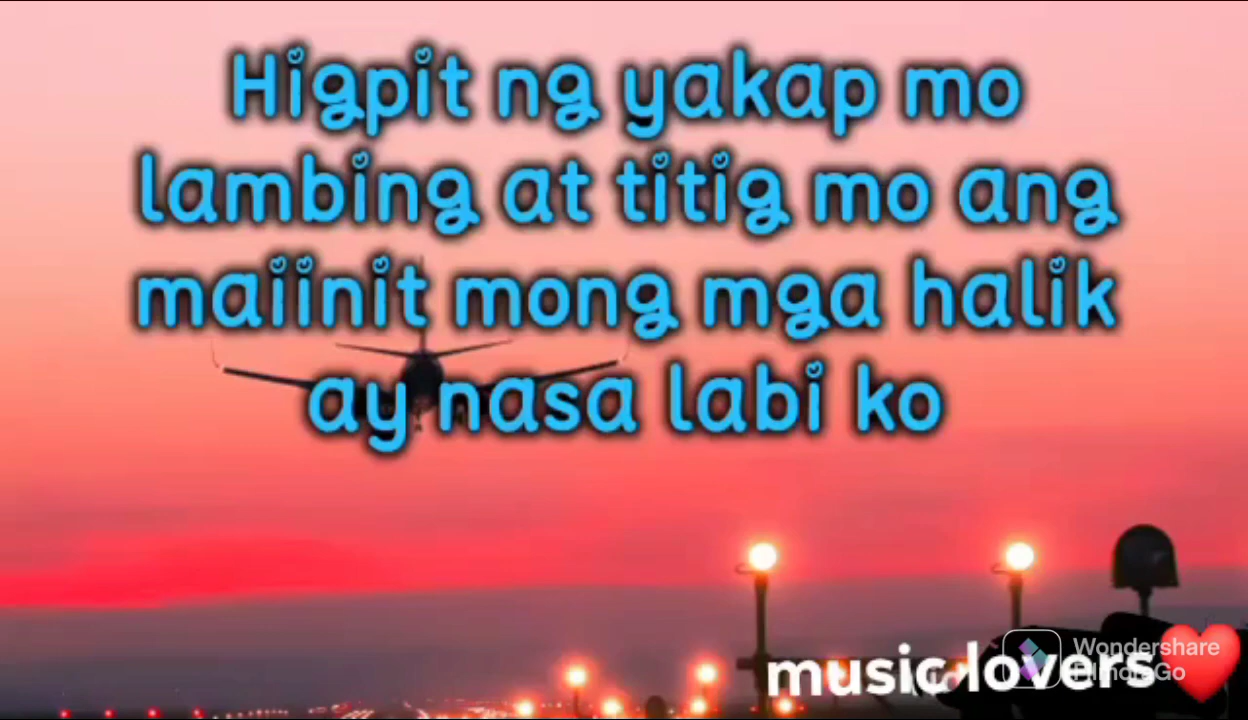 Higpit ng yakap mo
lambing at titig mo ang
maiinit mong mga halik
ay nasa labi ko
music lovers
Wondershare
FilmoraGo